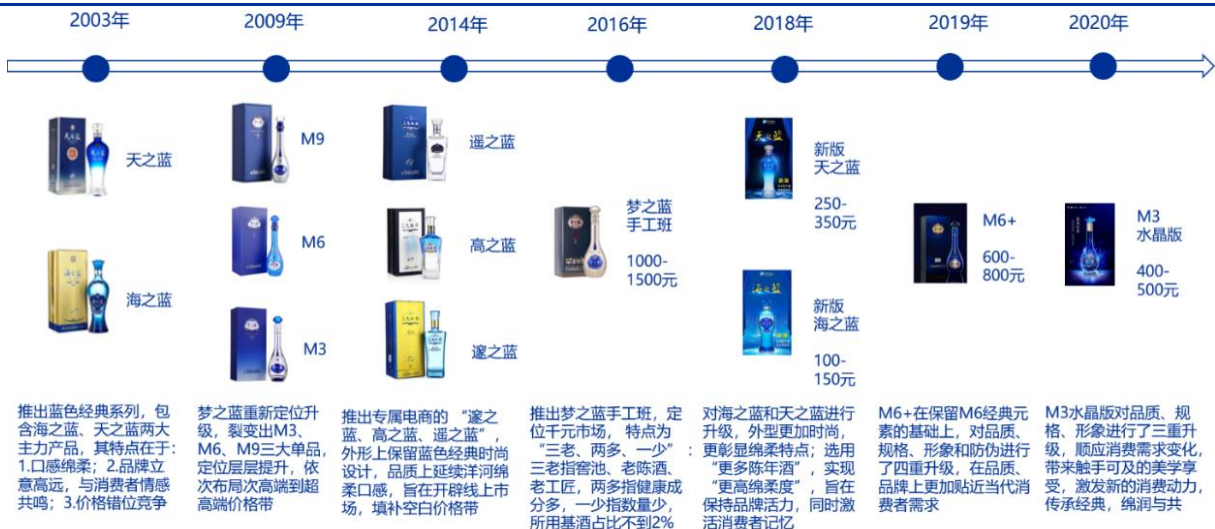 2003年
2009年
2014年
2016年
2018年
2019年
2020年
天之蓝
海之蓝
M9
M6
M3
遥之蓝
高之蓝
邃之蓝
梦之蓝
手工班
1000-
1500元
天之蓝
新版
天之蓝
250-
350元
海之蓝
新版
海之蓝
100-
150元
M6+
600-
800元
M3
水晶版
400-
500元
推出蓝色经典系列，包
含海之蓝、天之蓝两大
主力产品，其特点在于：
1.口感绵柔；2.品牌立
意高远，与消费者情感
共鸣；3.价格错位竞争
梦之蓝重新定位升
级，裂变出M3、
M6、M9三大单品，
定位层层提升，依
次布局次高端到超
高端价格带
推出专属电商的 “邃之
蓝、高之蓝、遥之蓝”，
外形上保留蓝色经典时尚
设计，品质上延续洋河绵
柔口感，旨在开辟线上市
场，填补空白价格带
推出梦之蓝手工班，定
位千元市场， 特点为
“三老、两多、一少”：
三老指窖池、老陈酒、
老工匠，两多指健康成
分多，一少指数量少，
所用基酒占比不到2%
对海之蓝和天之蓝进行
升级，外型更加时尚，
更彰显绵柔特点；选用
“更多陈年酒”，实现
“更高绵柔度”，旨在
保持品牌活力，同时激
活消费者记忆
M6+在保留M6经典元
素的基础上，对品质、
规格、形象和防伪进行
了四重升级，在品质、
品牌上更加贴近当代消
费者需求
M3水晶版对品质、规
格、形象进行了三重升
级，顺应消费需求变化，
带来触手可及的美学享
受，激发新的消费动力，
传承经典，绵润与共